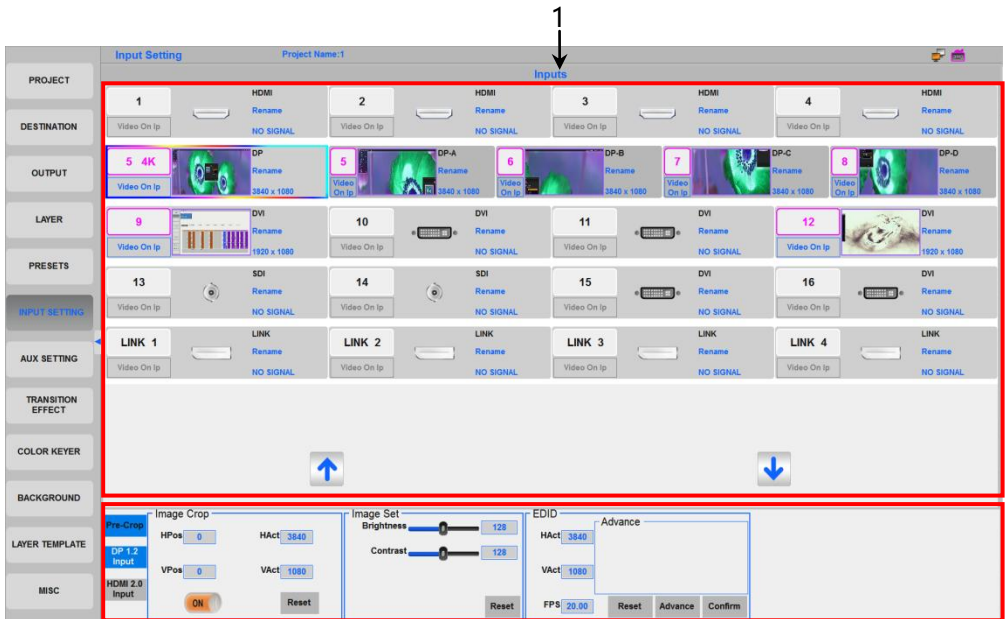 1
Input Setting Project Name:1
Inputs
PROJECT
DESTINATION
OUTPUT
LAYER
PRESETS
INPUT SETTING
AUX SETTING
TRANSITION
EFFECT
COLOR KEYER
BACKGROUND
LAYER TEMPLATE
MISC
1 HDMI 2 HDMI 3 HDMI 4 HDMI
Rename Rename Rename Rename
Video On Ip NO SIGNAL Video On Ip NO SIGNAL Video On Ip NO SIGNAL Video On Ip NO SIGNAL
5 4K DP 5 DP-A 6 DP-B 7 DP-C 8 DP-D
Rename Rename Rename Rename Rename
Video On Ip 3840 x 1080 Video On Ip 3840 x 1080 Video On Ip 3840 x 1080 Video On Ip 3840 x 1080 Video On Ip 3840 x 1080
9 DVI 10 DVI 11 DVI 12 DVI
Rename Rename Rename Rename
Video On Ip 1920 x 1080 Video On Ip NO SIGNAL Video On Ip NO SIGNAL Video On Ip 1920 x 1080
13 SDI 14 SDI 15 DVI 16 DVI
Rename Rename Rename Rename
Video On Ip NO SIGNAL Video On Ip NO SIGNAL Video On Ip NO SIGNAL Video On Ip NO SIGNAL
LINK 1 LINK LINK 2 LINK LINK 3 LINK LINK 4 LINK
Rename Rename Rename Rename
Video On Ip NO SIGNAL Video On Ip NO SIGNAL Video On Ip NO SIGNAL Video On Ip NO SIGNAL
Pre-Crop
DP 1.2
Input
HDMI 2.0
Input
Image Crop
HPos 0 HAct 3840
VPos 0 VAct 1080
ON Reset
Image Set
Brightness 128
Contrast 128
Reset
EDID
HAct 3840
VAct 1080
FPS 20.00
Advance
Reset Advance Confirm